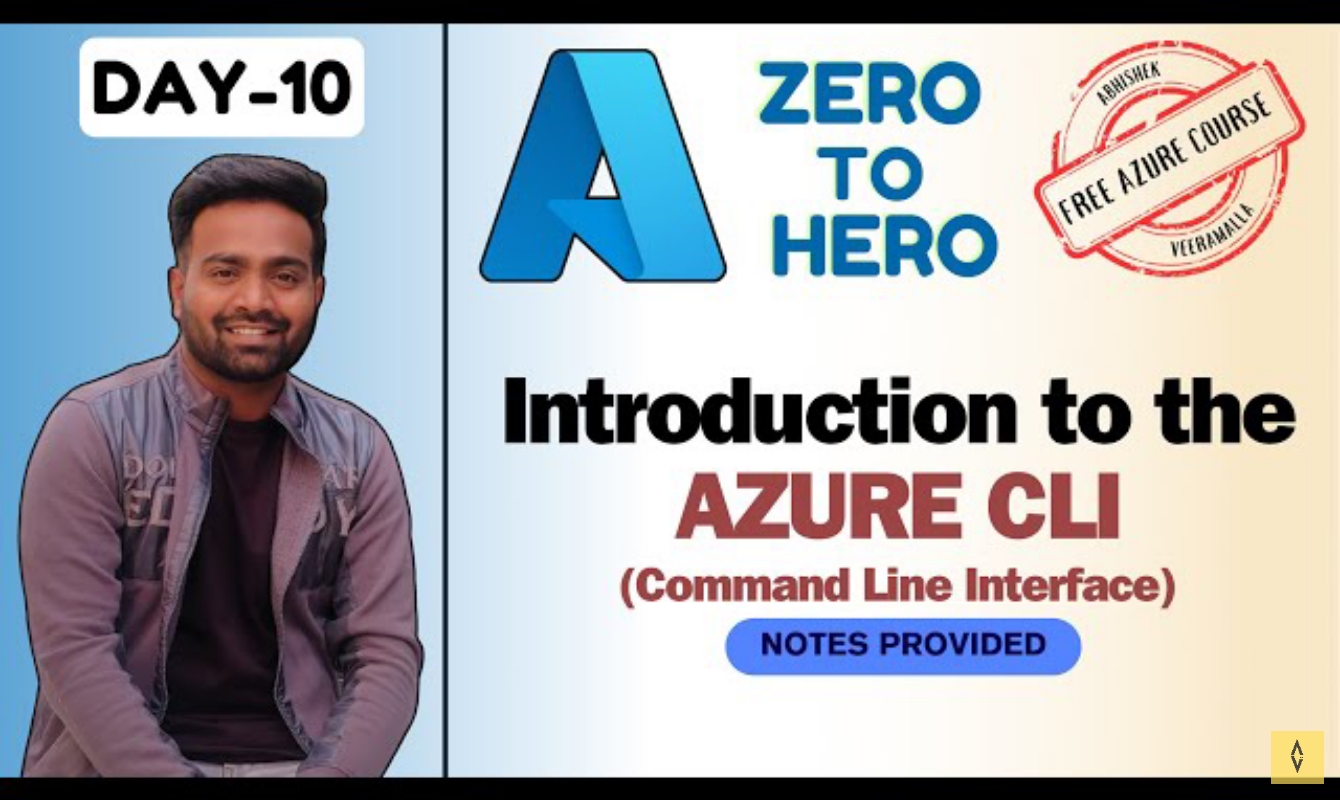 DAY-10
ZERO
TO
HERO
ABHISHEK
FREE AZURE COURSE
VEERAMALLA
Introduction to the
AZURE CLI
(Command Line Interface)
NOTES PROVIDED